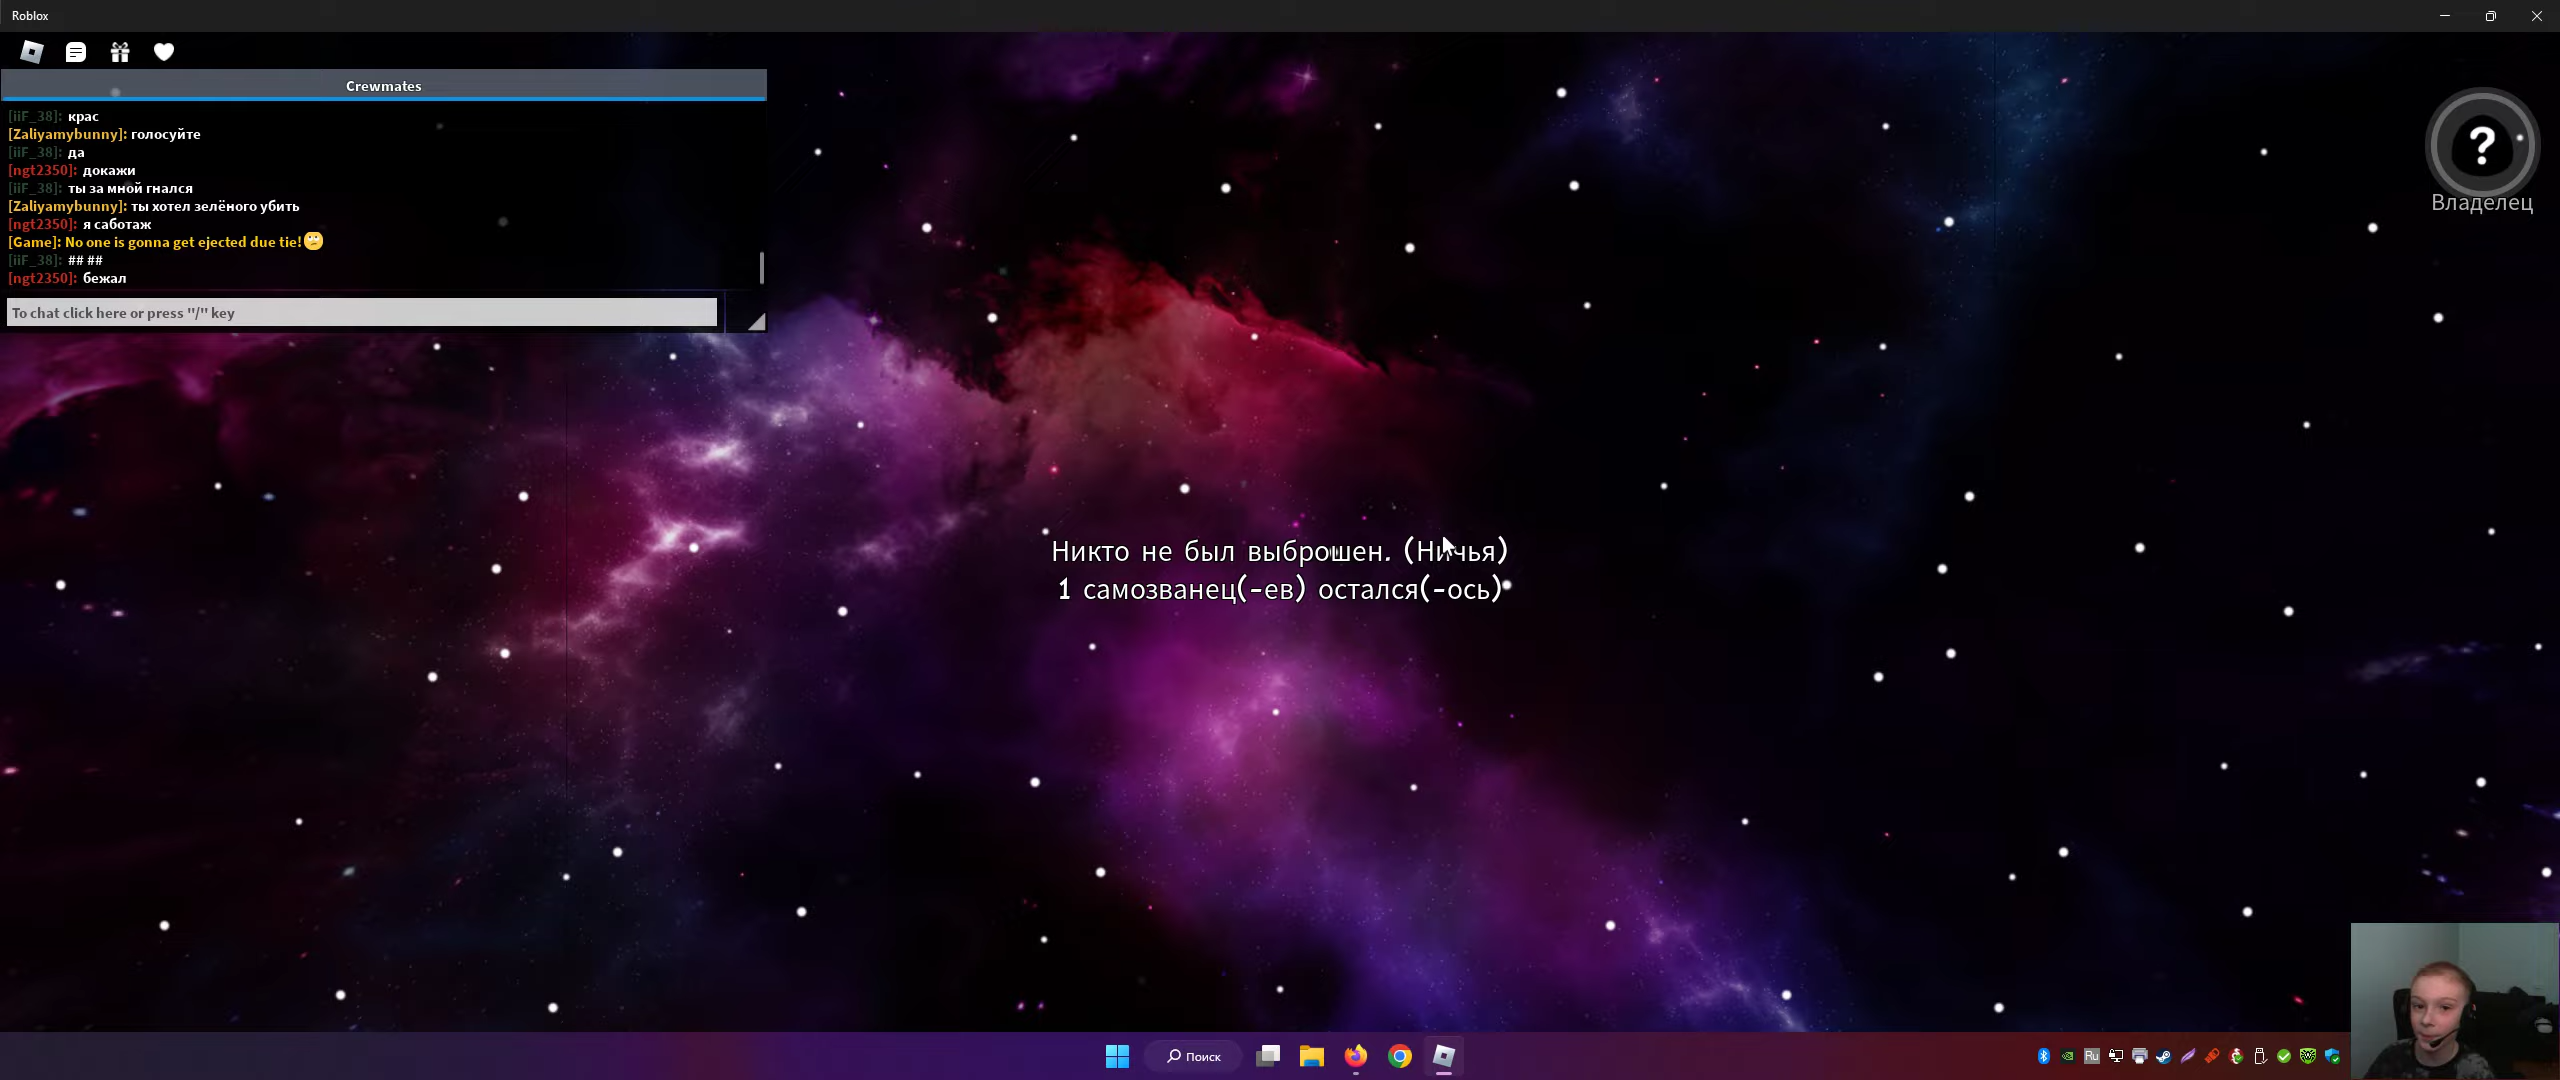 Roblox
Crewmates
[iiF_38]: крас
[Zaliyamybunny]: голосуйте
[iiF_38]: да
[ngt2350]: докажи
[iiF_38]: ты за мной гнался
[Zaliyamybunny]: ты хотел зелёного убить
[ngt2350]: я саботаж
[Game]: No one is gonna get ejected due tie!🙄
[iiF_38]: ## ##
[ngt2350]: бежал
To chat click here or press "/" key
?
Владелец
Никто не был выброшен. (Ничья)
1 самозванец(-ев) остался(-ось)
Поиск
Ru